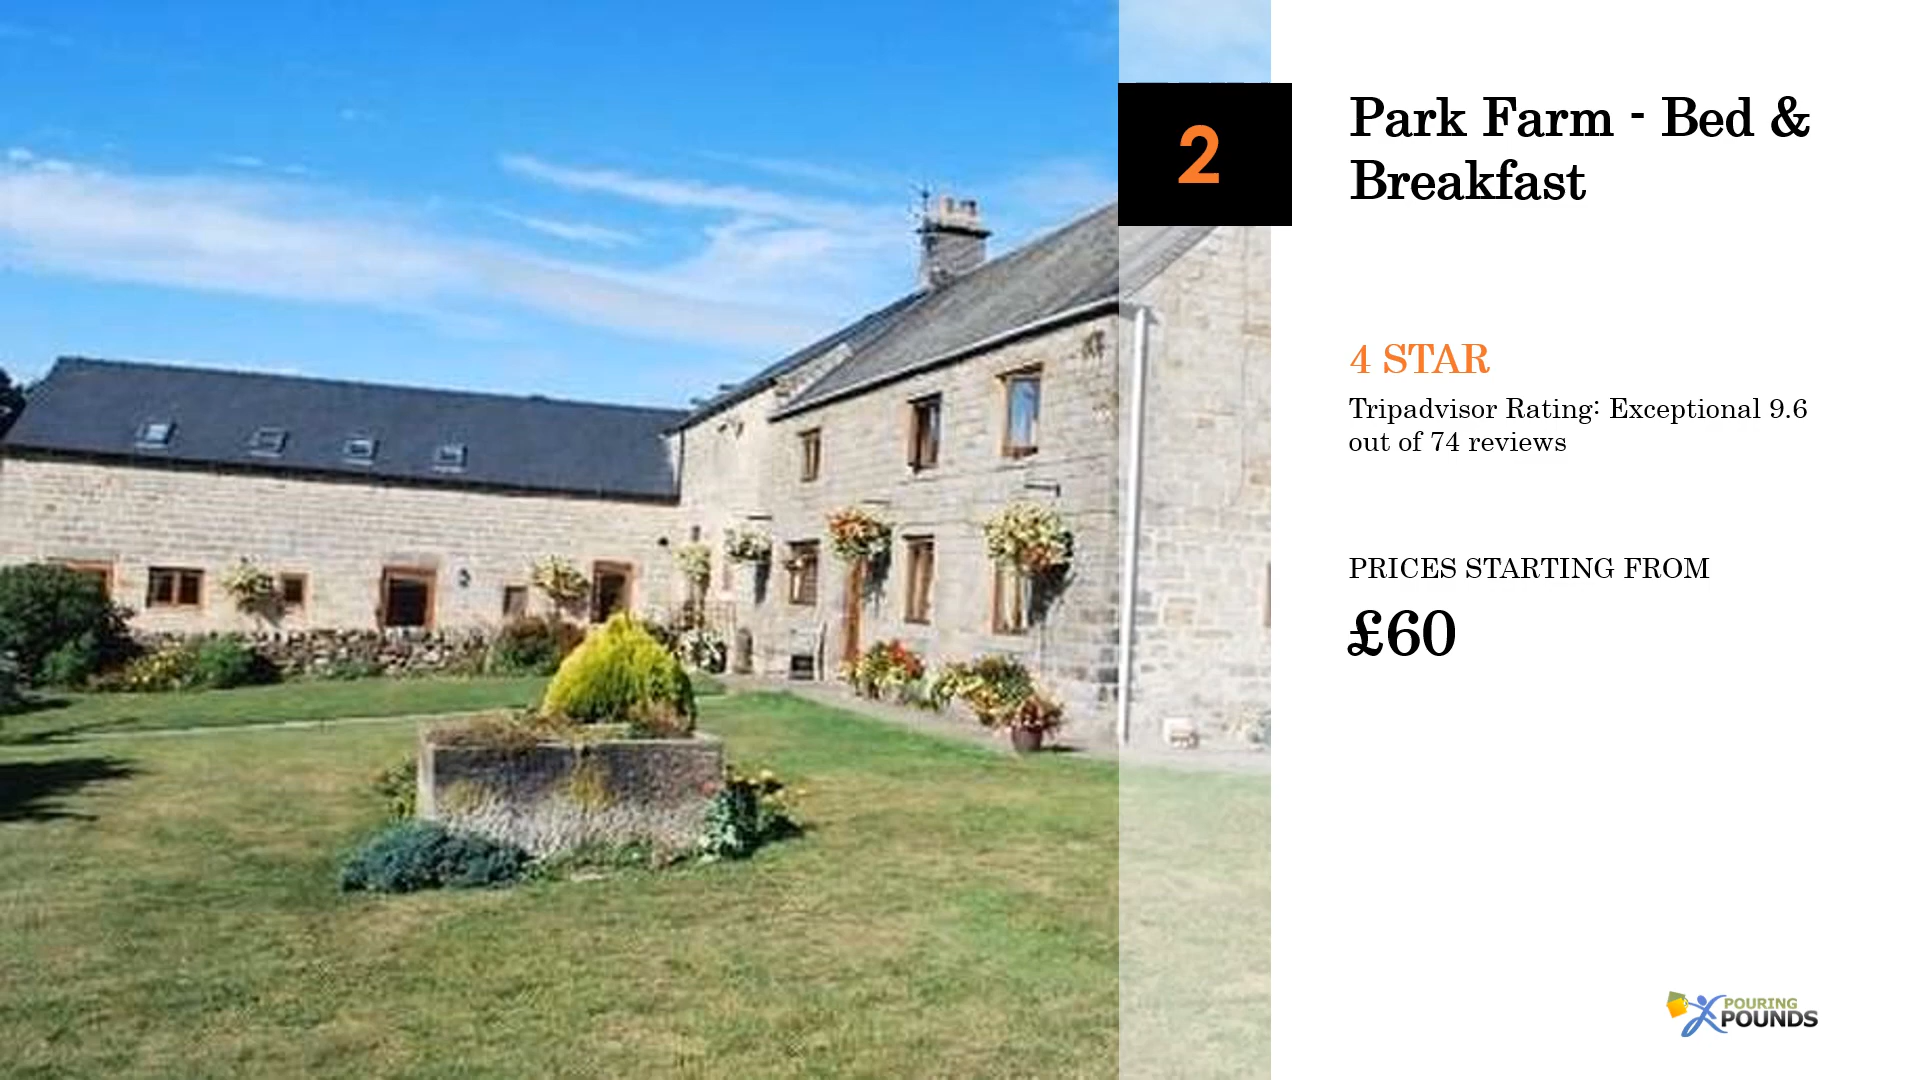 2
Park Farm - Bed &
Breakfast
4 STAR
Tripadvisor Rating: Exceptional 9.6
out of 74 reviews
PRICES STARTING FROM
£60
POURING
POUNDS